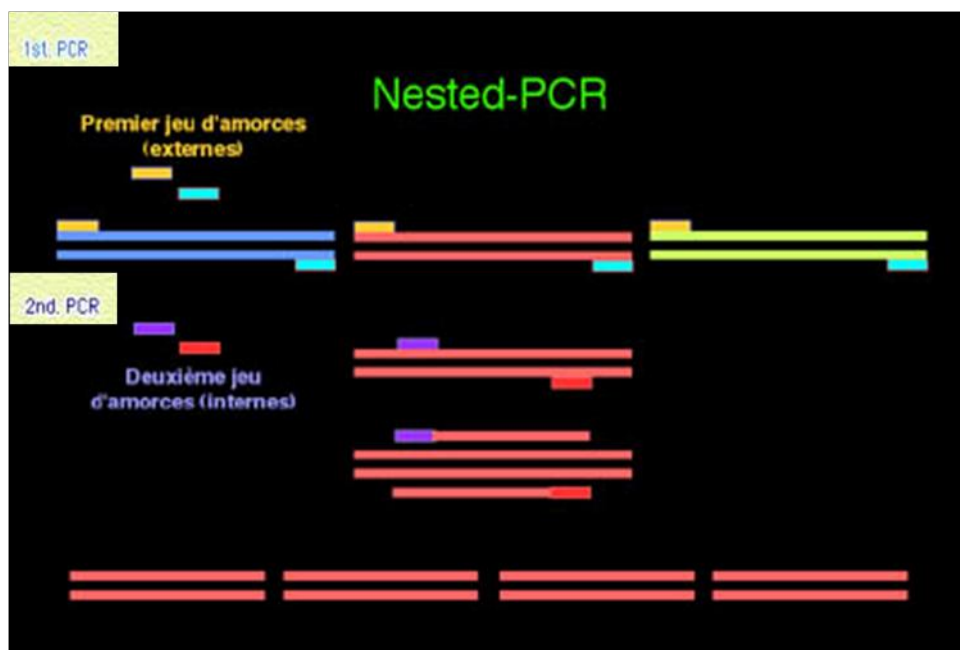 1st. PCR
Nested-PCR
Premier jeu d'amorces
(externes)
2nd. PCR
Deuxième jeu
d'amorces (internes)